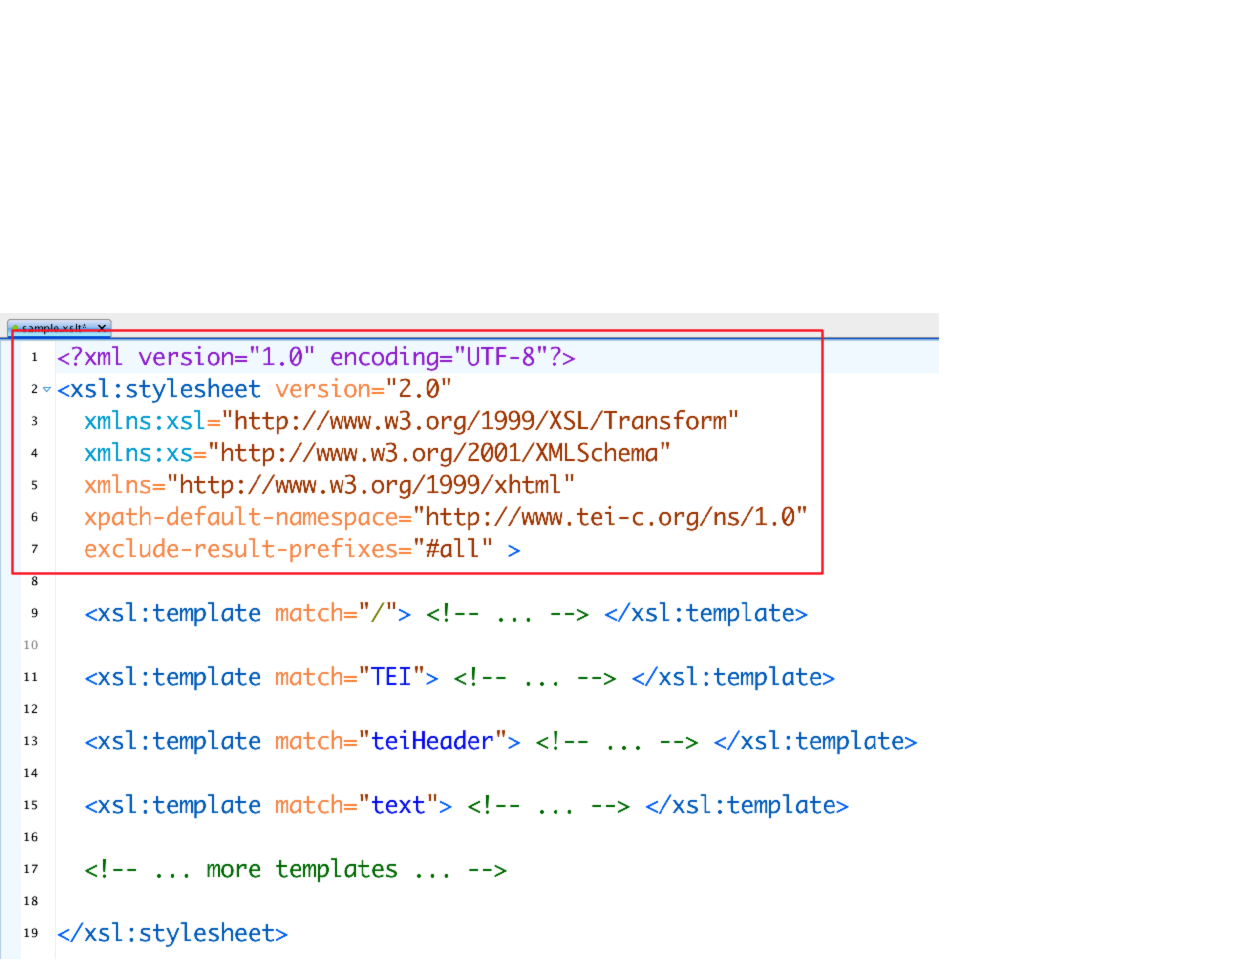 sample.xslt*
1 <?xml version="1.0" encoding="UTF-8"?>
2 <xsl:stylesheet version="2.0"
3 xmlns:xsl="http://www.w3.org/1999/XSL/Transform"
4 xmlns:xs="http://www.w3.org/2001/XMLSchema"
5 xmlns="http://www.w3.org/1999/xhtml"
6 xpath-default-namespace="http://www.tei-c.org/ns/1.0"
7 exclude-result-prefixes="#all" >
8
9 <xsl:template match="/"> <!-- ... --> </xsl:template>
10
11 <xsl:template match="TEI"> <!-- ... --> </xsl:template>
12
13 <xsl:template match="teiHeader"> <!-- ... --> </xsl:template>
14
15 <xsl:template match="text"> <!-- ... --> </xsl:template>
16
17 <!-- ... more templates ... -->
18
19 </xsl:stylesheet>